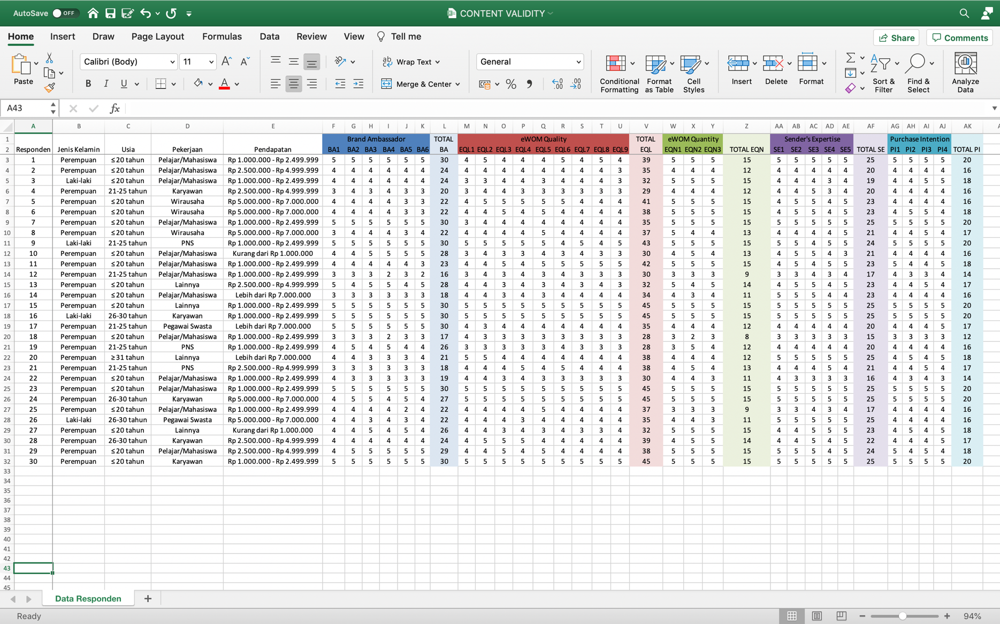 AutoSave OFF CONTENT VALIDITY
Home Insert Draw Page Layout Formulas Data Review View Tell me Share Comments
Paste Calibri (Body) 11 Wrap Text General Conditional Formatting Format as Table Cell Styles Insert Delete Format Sort & Filter Find & Select Analyze Data
B I U Merge & Center % 
A43 fx
A B C D E F G H I J K L M N O P Q R S T U V W X Y Z AA AB AC AD AE AF AG AH AI AJ AK
1 Brand Ambassador TOTAL eWOM Quality TOTAL eWOM Quantity Sender's Expertise Purchase Intention
2 Responden Jenis Kelamin Usia Pekerjaan Pendapatan BA1 BA2 BA3 BA4 BA5 BA6 BA EQL1 EQL2 EQL3 EQL4 EQL5 EQL6 EQL7 EQL8 EQL9 EQL EQN1 EQN2 EQN3 TOTAL EQN SE1 SE2 SE3 SE4 SE5 TOTAL SE PI1 PI2 PI3 PI4 TOTAL PI
3 1 Perempuan ≤ 20 tahun Pelajar/Mahasiswa Rp 1.000.000 - Rp 2.499.999 5 5 5 5 5 5 30 4 5 4 4 4 5 4 5 4 39 5 5 5 15 5 5 5 5 5 25 5 5 5 5 20
4 2 Perempuan ≤ 20 tahun Pelajar/Mahasiswa Rp 2.500.000 - Rp 4.999.999 4 4 4 4 4 4 24 4 4 4 4 4 4 4 4 3 35 4 4 4 12 4 4 4 4 4 20 4 4 4 4 16
5 3 Laki-laki ≤ 20 tahun Pelajar/Mahasiswa Rp 1.000.000 - Rp 2.499.999 4 4 4 4 4 4 24 3 3 4 4 3 4 4 4 3 32 5 5 5 15 4 4 4 3 4 19 4 4 5 5 18
6 4 Perempuan 21-25 tahun Karyawan Rp 2.500.000 - Rp 4.999.999 3 4 3 4 3 3 20 3 4 4 3 3 3 3 3 3 29 4 4 4 12 4 4 5 3 4 20 4 4 4 4 16
7 5 Perempuan ≤ 20 tahun Wirausaha Rp 5.000.000 - Rp 7.000.000 4 4 4 4 3 3 22 4 5 5 5 5 5 4 4 4 41 5 5 5 15 4 5 5 4 5 23 4 4 4 4 16
8 6 Perempuan ≤ 20 tahun Wirausaha Rp 5.000.000 - Rp 7.000.000 4 4 4 4 3 3 22 4 4 5 4 5 4 4 4 4 38 5 5 5 15 4 5 5 4 5 23 4 5 5 4 18
9 7 Perempuan ≤ 20 tahun Pelajar/Mahasiswa Rp 1.000.000 - Rp 2.499.999 5 5 5 5 5 5 30 3 4 4 4 4 4 4 4 4 35 5 5 5 15 5 5 5 5 5 25 5 5 5 5 20
10 8 Perempuan ≤ 20 tahun Wirausaha Rp 5.000.000 - Rp 7.000.000 3 4 4 4 3 4 22 4 4 4 4 5 4 4 4 4 37 5 4 4 13 4 4 4 4 5 21 4 4 5 4 17
11 9 Laki-laki 21-25 tahun PNS Rp 1.000.000 - Rp 2.499.999 5 5 5 5 5 5 30 5 5 5 5 5 4 5 4 5 43 5 5 5 15 5 5 4 5 5 24 5 5 5 5 20
12 10 Perempuan ≤ 20 tahun Pelajar/Mahasiswa Kurang dari Rp 1.000.000 4 4 5 5 5 5 28 3 4 3 3 4 3 4 3 3 30 4 5 4 13 4 5 5 4 3 21 4 4 4 4 16
13 11 Perempuan ≤ 20 tahun Pelajar/Mahasiswa Rp 1.000.000 - Rp 2.499.999 4 4 4 4 4 3 23 4 4 5 4 5 5 5 5 5 42 5 5 5 15 4 5 4 5 5 23 5 4 4 5 18
14 12 Perempuan 21-25 tahun Pelajar/Mahasiswa Rp 1.000.000 - Rp 2.499.999 3 3 3 2 3 2 16 3 4 3 4 3 4 3 3 3 30 3 3 3 9 3 3 4 3 4 17 4 3 3 4 14
15 13 Perempuan ≤ 20 tahun Lainnya Rp 2.500.000 - Rp 4.999.999 5 4 5 5 4 5 28 4 4 3 4 3 4 3 4 3 32 5 4 5 14 4 5 5 4 5 23 4 4 5 4 17
16 14 Perempuan ≤ 20 tahun Pelajar/Mahasiswa Lebih dari Rp 7.000.000 3 3 3 3 3 3 18 4 4 3 4 3 4 4 4 4 34 4 3 4 11 5 5 5 4 4 23 4 4 4 4 16
17 15 Perempuan ≤ 20 tahun Lainnya Rp 1.000.000 - Rp 2.499.999 5 5 5 5 5 5 30 5 5 5 5 5 5 5 5 5 45 5 5 5 15 5 5 5 5 5 25 5 5 5 5 20
18 16 Laki-laki 26-30 tahun Karyawan Rp 1.000.000 - Rp 2.499.999 5 5 5 5 5 5 30 5 5 5 5 5 5 5 5 5 45 5 5 5 15 5 5 5 5 5 25 5 5 5 5 20
19 17 Perempuan 21-25 tahun Pegawai Swasta Lebih dari Rp 7.000.000 5 5 5 5 5 5 30 4 3 4 4 4 4 4 4 4 35 4 4 4 12 4 4 4 4 4 20 4 4 4 5 17
20 18 Perempuan ≤ 20 tahun Pelajar/Mahasiswa Rp 1.000.000 - Rp 2.499.999 3 3 3 2 3 3 17 4 3 3 3 3 3 3 3 3 28 3 2 3 8 3 3 3 3 3 15 3 3 3 3 12
21 19 Perempuan 21-25 tahun PNS Rp 1.000.000 - Rp 2.499.999 4 5 4 5 4 4 26 3 3 3 3 3 4 3 3 3 28 3 5 4 12 4 4 4 4 4 20 4 4 4 4 16
22 20 Perempuan ≥ 31 tahun Lainnya Lebih dari Rp 7.000.000 4 4 3 3 3 4 21 5 5 4 4 4 4 4 4 4 38 4 4 4 12 5 5 5 5 5 25 4 5 4 5 18
23 21 Perempuan 21-25 tahun PNS Rp 2.500.000 - Rp 4.999.999 3 3 3 3 3 3 18 4 4 4 5 4 5 4 4 4 38 4 5 4 13 4 4 4 5 4 21 4 4 5 4 17
24 22 Perempuan ≤ 20 tahun Pelajar/Mahasiswa Rp 1.000.000 - Rp 2.499.999 4 3 3 3 3 3 19 4 4 3 4 3 3 3 3 3 30 4 4 3 11 4 3 3 3 3 16 4 3 3 4 14
25 23 Perempuan ≤ 20 tahun Pelajar/Mahasiswa Rp 1.000.000 - Rp 2.499.999 5 5 5 5 5 5 30 5 5 5 5 5 5 5 5 5 45 5 5 5 15 5 5 5 5 5 25 5 5 5 5 20
26 24 Perempuan 26-30 tahun Karyawan Rp 5.000.000 - Rp 7.000.000 4 5 5 4 5 4 27 5 5 5 5 5 5 5 5 5 45 5 5 5 15 5 5 5 5 5 25 5 5 5 5 20
27 25 Perempuan ≤ 20 tahun Pelajar/Mahasiswa Rp 1.000.000 - Rp 2.499.999 4 4 4 4 2 4 22 4 4 4 4 5 4 4 4 4 37 3 3 3 9 3 3 4 3 4 17 4 4 4 4 16
28 26 Laki-laki 26-30 tahun Pegawai Swasta Rp 5.000.000 - Rp 7.000.000 4 4 3 4 3 4 22 4 4 4 3 4 4 4 4 4 35 4 4 3 11 5 5 5 5 5 25 4 4 4 4 16
29 27 Perempuan ≤ 20 tahun Lainnya Kurang dari Rp 1.000.000 4 4 5 4 5 4 26 4 4 3 4 3 4 3 3 4 32 5 5 5 15 4 4 5 5 5 23 4 5 4 5 18
30 28 Perempuan 26-30 tahun Karyawan Rp 2.500.000 - Rp 4.999.999 4 4 4 4 4 4 24 4 5 5 5 4 4 4 4 4 39 4 5 5 14 4 4 5 4 5 22 4 4 4 5 17
31 29 Perempuan ≤ 20 tahun Pelajar/Mahasiswa Rp 2.500.000 - Rp 4.999.999 4 5 5 5 5 5 29 4 4 5 4 5 4 4 4 4 38 5 5 5 15 5 5 5 4 5 24 5 4 5 4 18
32 30 Perempuan ≤ 20 tahun Karyawan Rp 1.000.000 - Rp 2.499.999 5 5 5 5 5 5 30 5 5 5 5 5 5 5 5 5 45 5 5 5 15 5 5 5 5 5 25 5 5 5 5 20
33
34
35
36
37
38
39
40
41
42
43
44
45
Data Responden +
Ready 94%